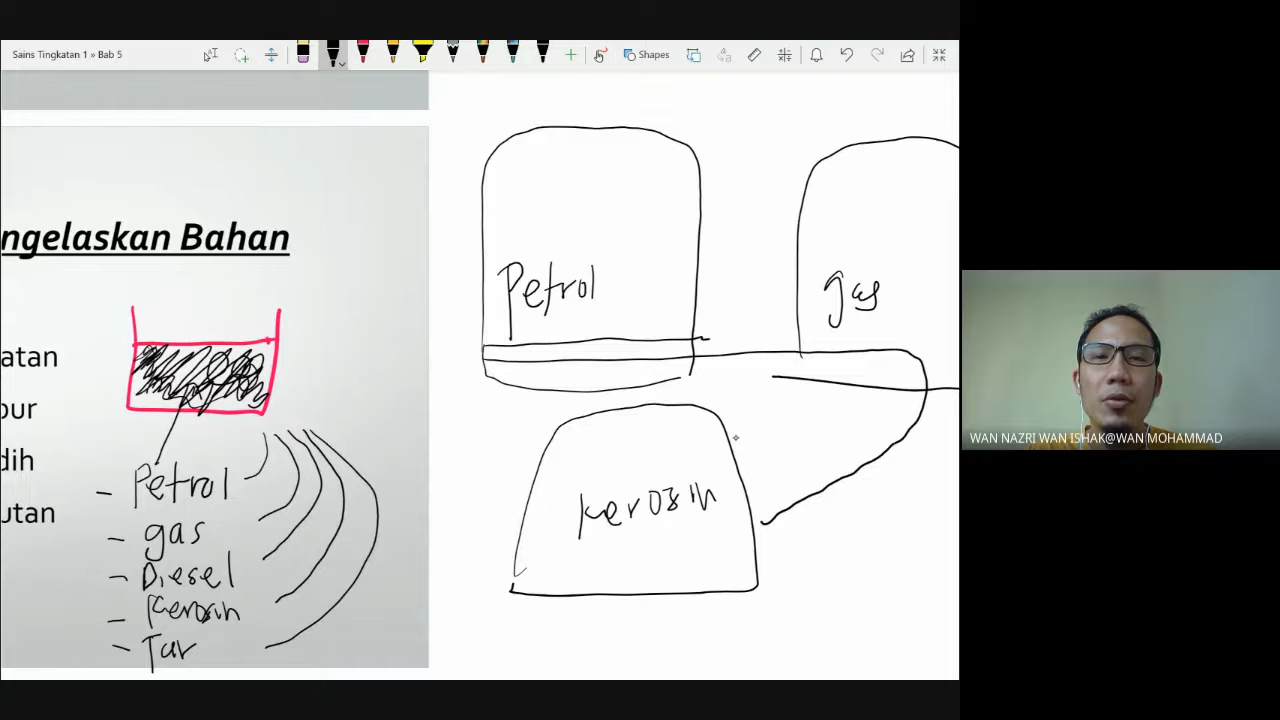 Sains Tingkatan 1 » Bab 5
Shapes
ngelaskan Bahan
atan
our
dih
utan
- Petrol
- gas
- Diesel
- Kerosin
- Tar
Petrol
gas
Kerosin
WAN NAZRI WAN ISHAK@WAN MOHAMMAD